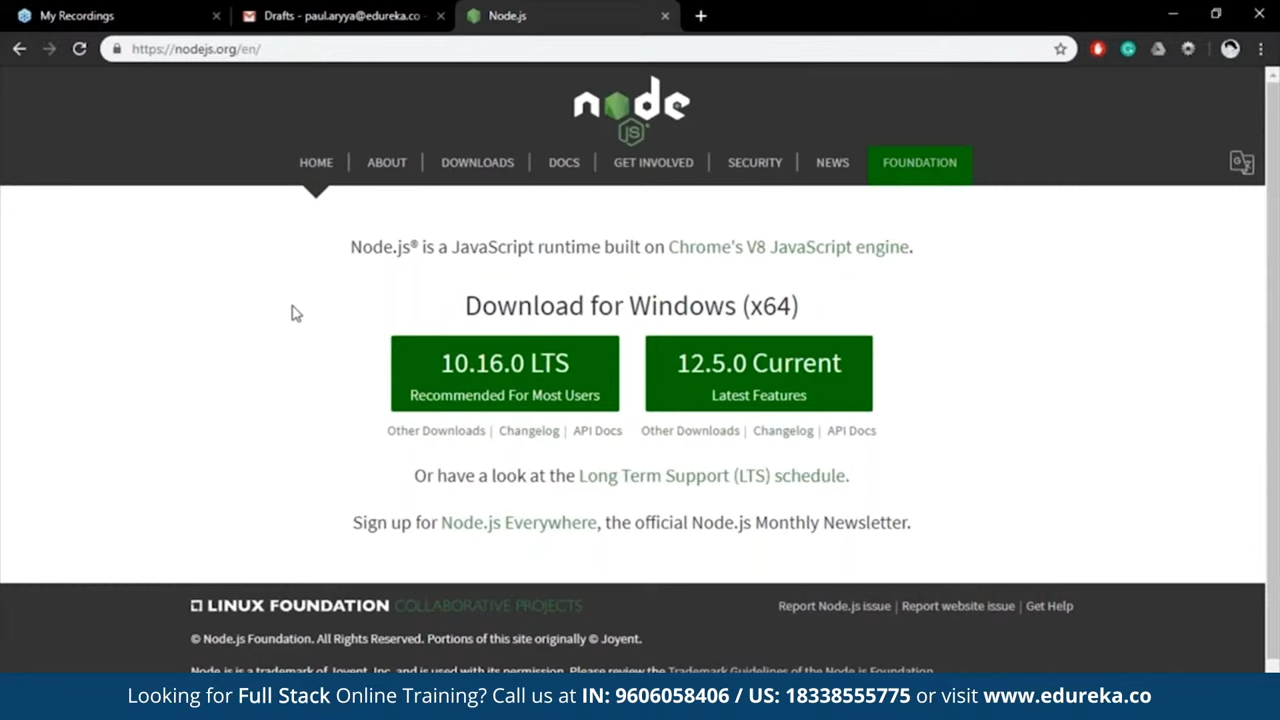 My Recordings
Drafts - paul.aryya@edureka.co
Node.js
https://nodejs.org/en/
node
JS
HOME | ABOUT | DOWNLOADS | DOCS | GET INVOLVED | SECURITY | NEWS FOUNDATION
Node.js® is a JavaScript runtime built on Chrome's V8 JavaScript engine.
Download for Windows (x64)
10.16.0 LTS
Recommended For Most Users
12.5.0 Current
Latest Features
Other Downloads | Changelog | API Docs
Other Downloads | Changelog | API Docs
Or have a look at the Long Term Support (LTS) schedule.
Sign up for Node.js Everywhere, the official Node.js Monthly Newsletter.
LINUX FOUNDATION COLLABORATIVE PROJECTS
Report Node.js issue | Report website issue | Get Help
© Node.js Foundation. All Rights Reserved. Portions of this site originally © Joyent.
Node.js is a trademark of Joyent, Inc. and is used with its permission. Please review the Trademark Guidelines of the Node.js Foundation.
Looking for Full Stack Online Training? Call us at IN: 9606058406 / US: 18338555775 or visit www.edureka.co